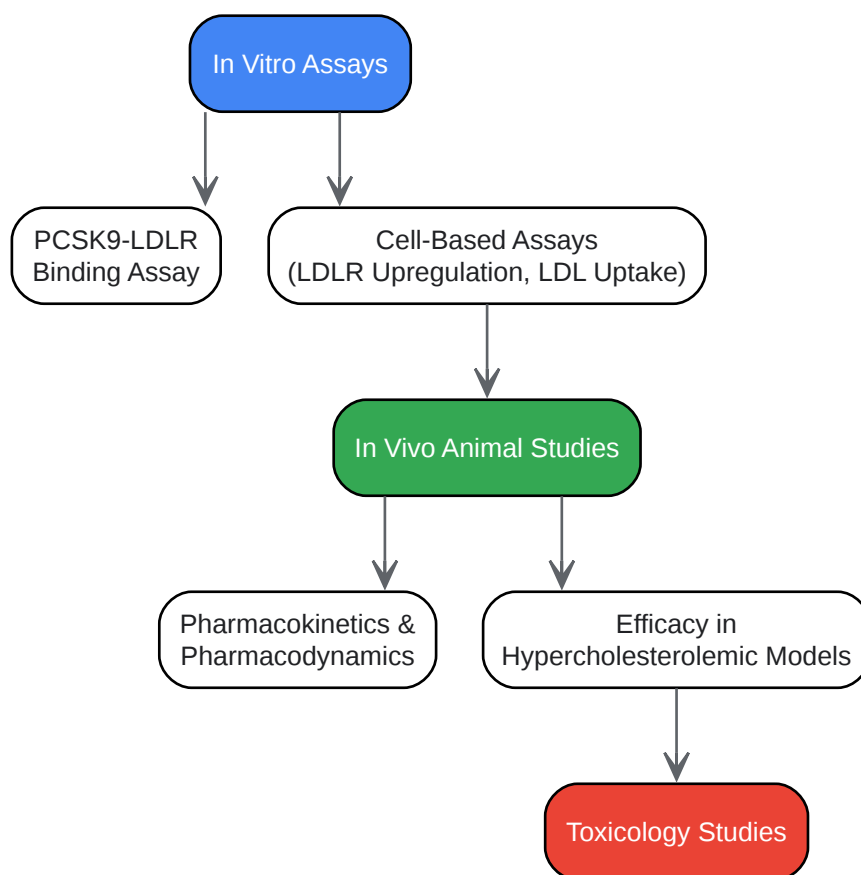 In Vitro Assays
PCSK9-LDLR
Binding Assay
Cell-Based Assays
(LDLR Upregulation, LDL Uptake)
In Vivo Animal Studies
Pharmacokinetics &
Pharmacodynamics
Efficacy in
Hypercholesterolemic Models
Toxicology Studies